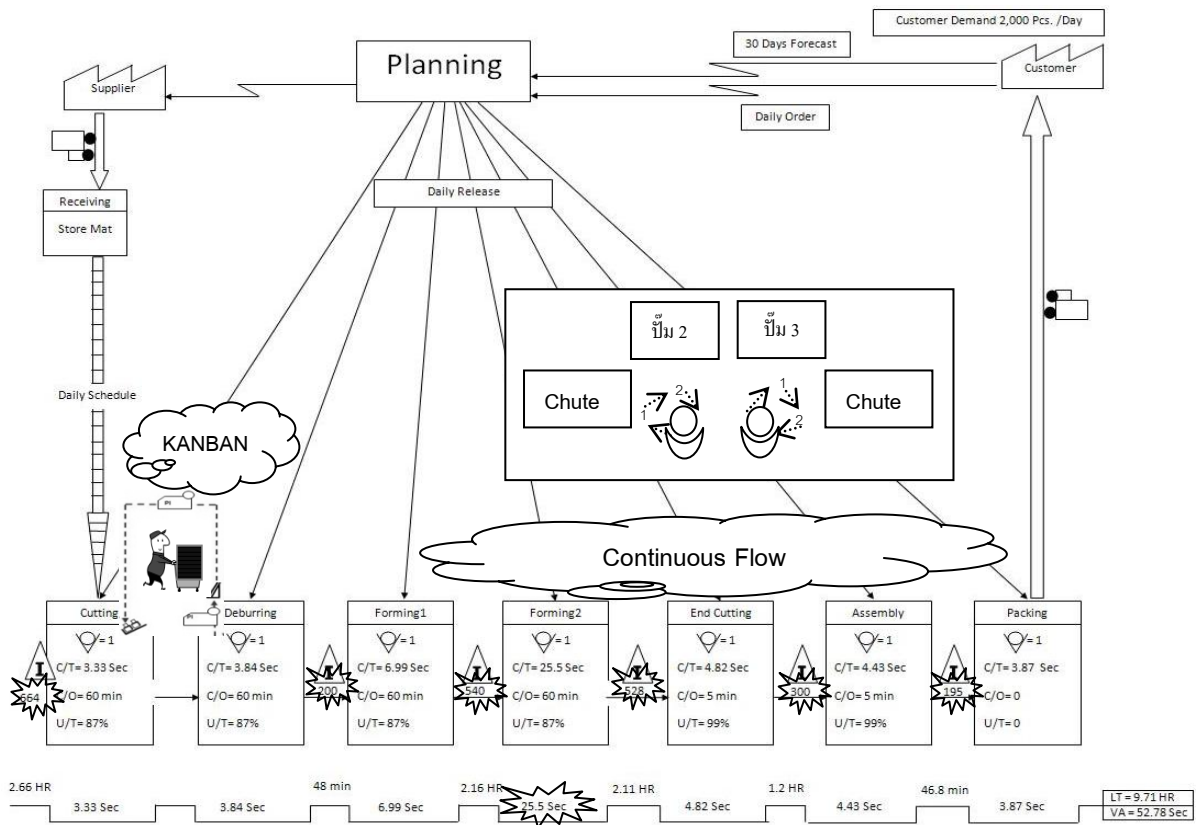 Customer Demand 2,000 Pcs. /Day
30 Days Forecast
Planning
Customer
Supplier
Daily Order
Receiving
Store Mat
Daily Release
ปั๊ม 2
ปั๊ม 3
Chute
1
2
1
2
Chute
Daily Schedule
KANBAN
PI
Continuous Flow
PI
Cutting
=1
C/T= 3.33 Sec
C/O= 60 min
U/T= 87%
Deburring
=1
C/T= 3.84 Sec
C/O= 60 min
U/T= 87%
Forming1
=1
C/T= 6.99 Sec
C/O= 60 min
U/T= 87%
Forming2
=1
C/T= 25.5 Sec
C/O= 60 min
U/T= 87%
End Cutting
=1
C/T= 4.82 Sec
C/O= 5 min
U/T= 99%
Assembly
=1
C/T= 4.43 Sec
C/O= 5 min
U/T= 99%
Packing
=1
C/T= 3.87 Sec
C/O= 0
U/T= 0
I
664
I
200
I
540
I
528
I
300
I
195
2.66 HR
3.33 Sec
3.84 Sec
48 min
6.99 Sec
2.16 HR
25.5 Sec
2.11 HR
4.82 Sec
1.2 HR
4.43 Sec
46.8 min
3.87 Sec
LT = 9.71 HR
VA = 52.78 Sec